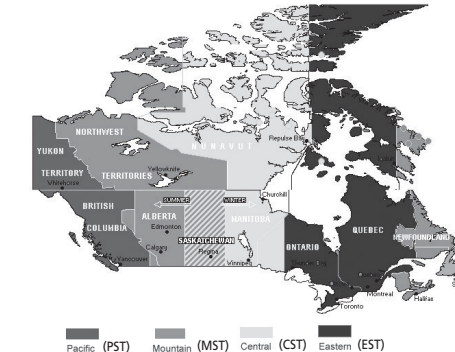 NORTHWEST
N U N A V U T
Repulse Bay
YUKON
TERRITORY
Yellowknife
TERRITORIES
Whitehorse
Churchill
SUMMER
WINTER
BRITISH
COLUMBIA
ALBERTA
MANITOBA
Edmonton
SASKATCHEWAN
QUEBEC
NEWFOUNDLAND
ONTARIO
Calgary
Regina
Vancouver
Winnipeg
Montreal
Halifax
Toronto
Pacific (PST)
Mountain (MST)
Central (CST)
Eastern (EST)